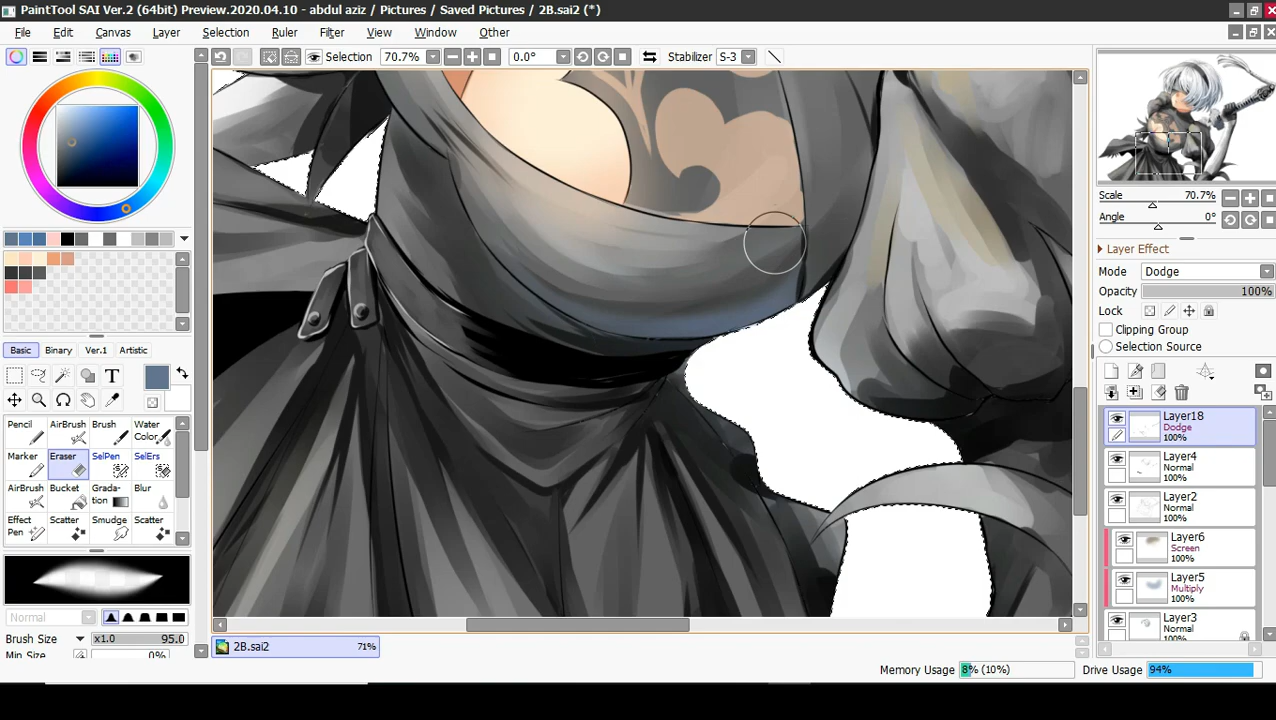 PaintTool SAI Ver.2 (64bit) Preview.2020.04.10 - abdul aziz / Pictures / Saved Pictures / 2B.sai2 (*)
File Edit Canvas Layer Selection Ruler Filter View Window Other
Selection 70.7% 0.0° Stabilizer S-3
Scale 70.7%
Angle 0°
Layer Effect
Mode Dodge
Opacity 100%
Lock
Clipping Group
Selection Source
Basic Binary Ver.1 Artistic
T
Pencil AirBrush Brush Water Color
Marker Eraser SelPen SelErs
AirBrush Bucket Grada-tion Blur
Effect Pen Scatter Smudge Scatter
Normal
Brush Size x1.0 95.0
Min Size 0%
Layer18
Dodge
100%
Layer4
Normal
100%
Layer2
Normal
100%
Layer6
Screen
100%
Layer5
Multiply
100%
Layer3
Normal
100%
2B.sai2 71%
Memory Usage 8% (10%) Drive Usage 94%